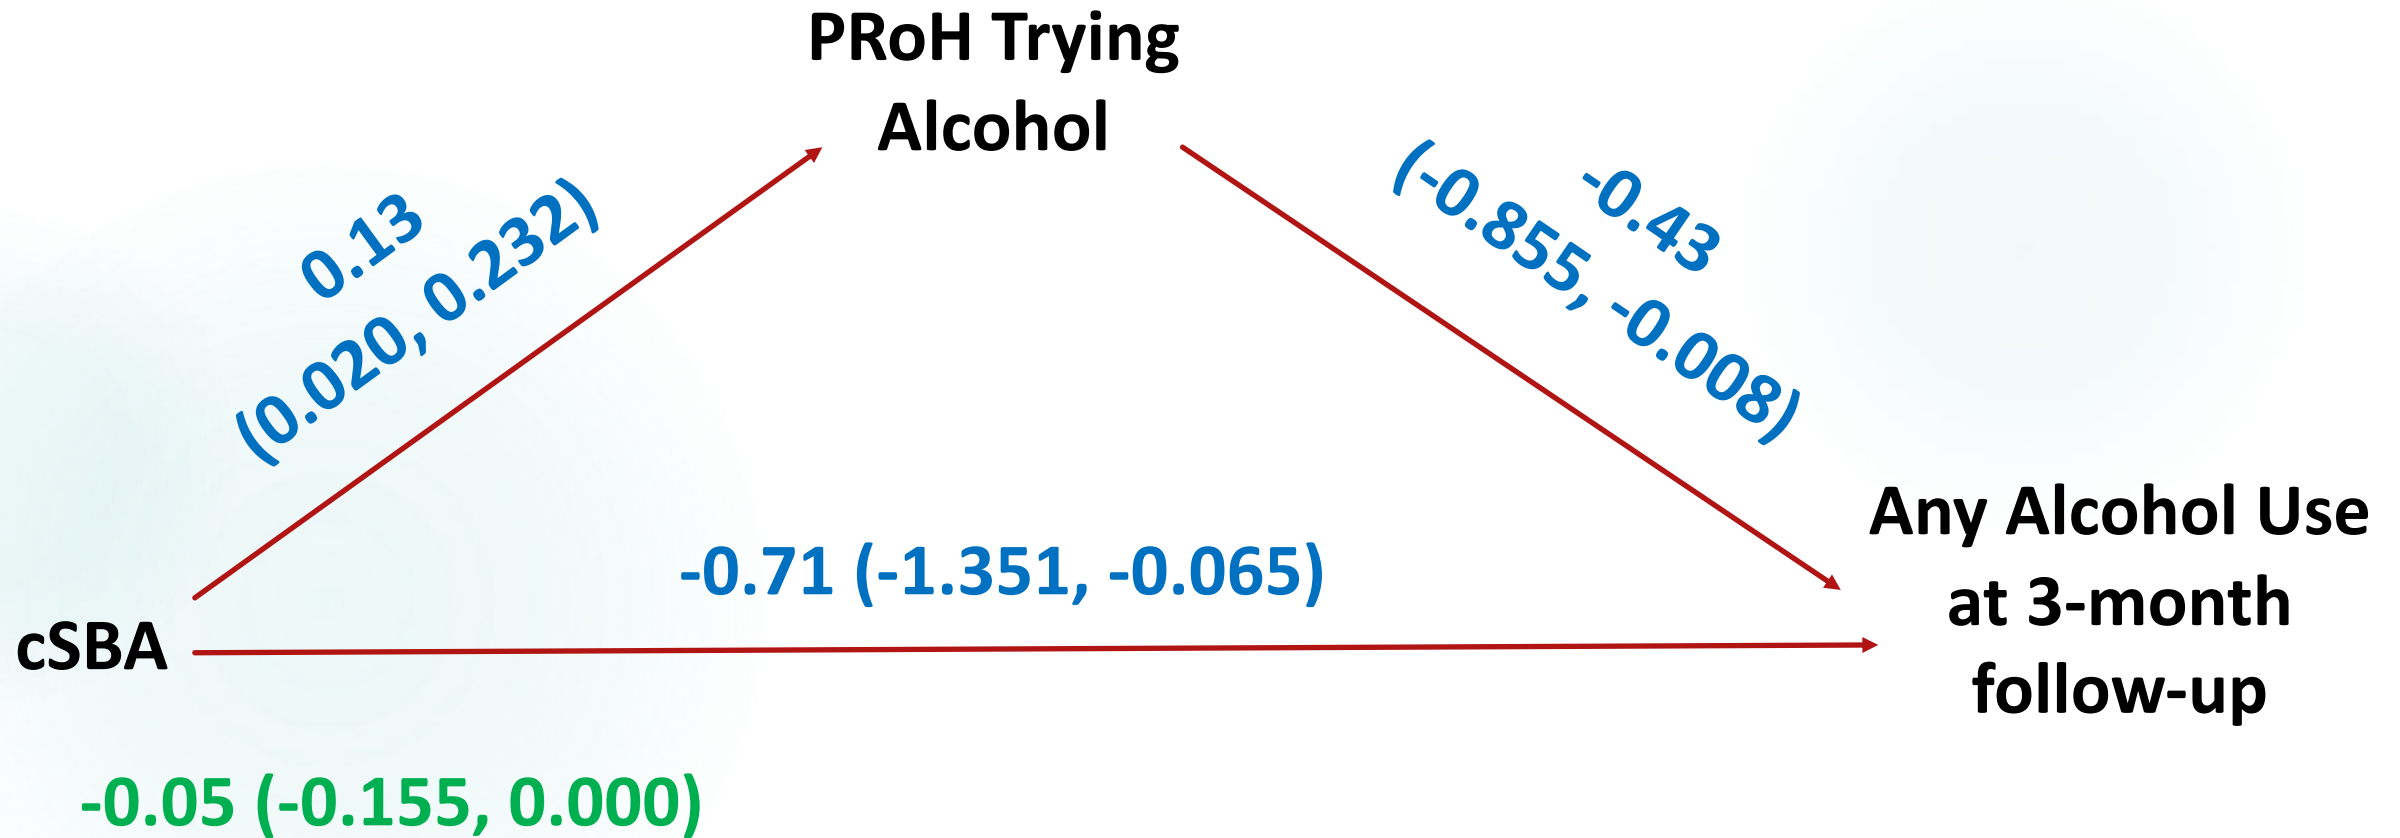 PRoH Trying
Alcohol
0.13
(0.020, 0.232)
-0.43
(-0.855, -0.008)
-0.71 (-1.351, -0.065)
cSBA
Any Alcohol Use
at 3-month
follow-up
-0.05 (-0.155, 0.000)